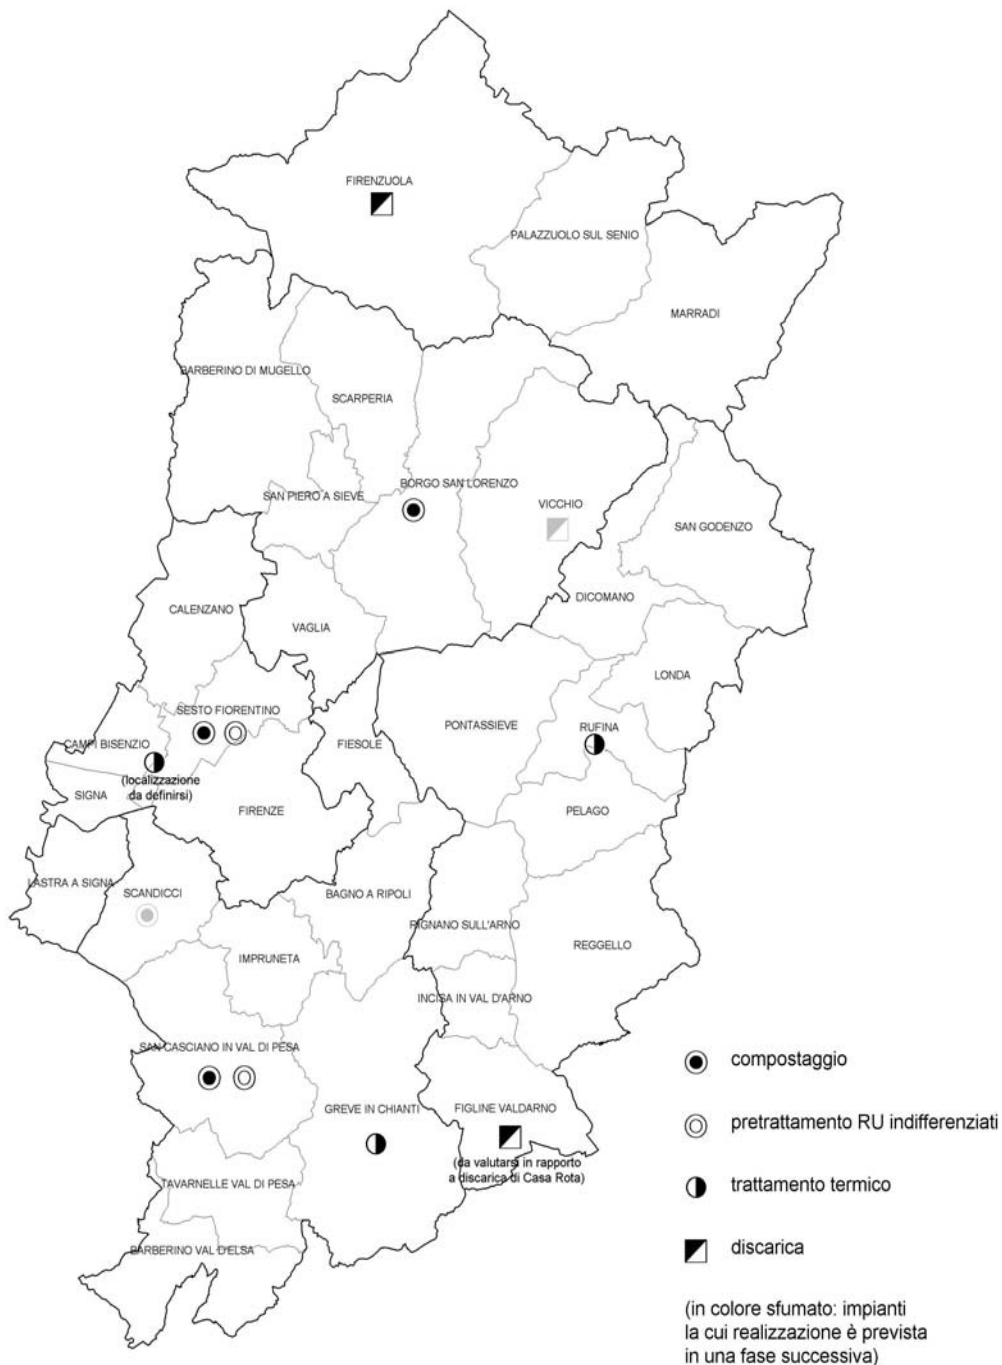 FIRENZUOLA
PALAZZUOLO SUL SENIO
MARRADI
BARBERINO DI MUGELLO
SCARPERIA
BORGO SAN LORENZO
SAN PIERO A SIEVE
VICCHIO
SAN GODENZO
DICOMANO
CALENZANO
VAGLIA
LONDA
SESTO FIORENTINO
PONTASSIEVE
RUFINA
CAMPI BISENZIO
FIESOLE
(localizzazione
da definirsi)
SIGNA
FIRENZE
PELAGO
LASTRA A SIGNA
SCANDICCI
BAGNO A RIPOLI
RIGNANO SULL'ARNO
REGGELLO
IMPRUNETA
INCISA IN VAL D'ARNO
SAN CASCIANO IN VAL DI PESA
GREVE IN CHIANTI
FIGLINE VALDARNO
(da valutarsi in rapporto
a discarica di Casa Rota)
TAVARNELLE VAL DI PESA
BARBERINO VAL D'ELSA
compostaggio
pretrattamento RU indifferenziati
trattamento termico
discarica
(in colore sfumato: impianti
la cui realizzazione è prevista
in una fase successiva)